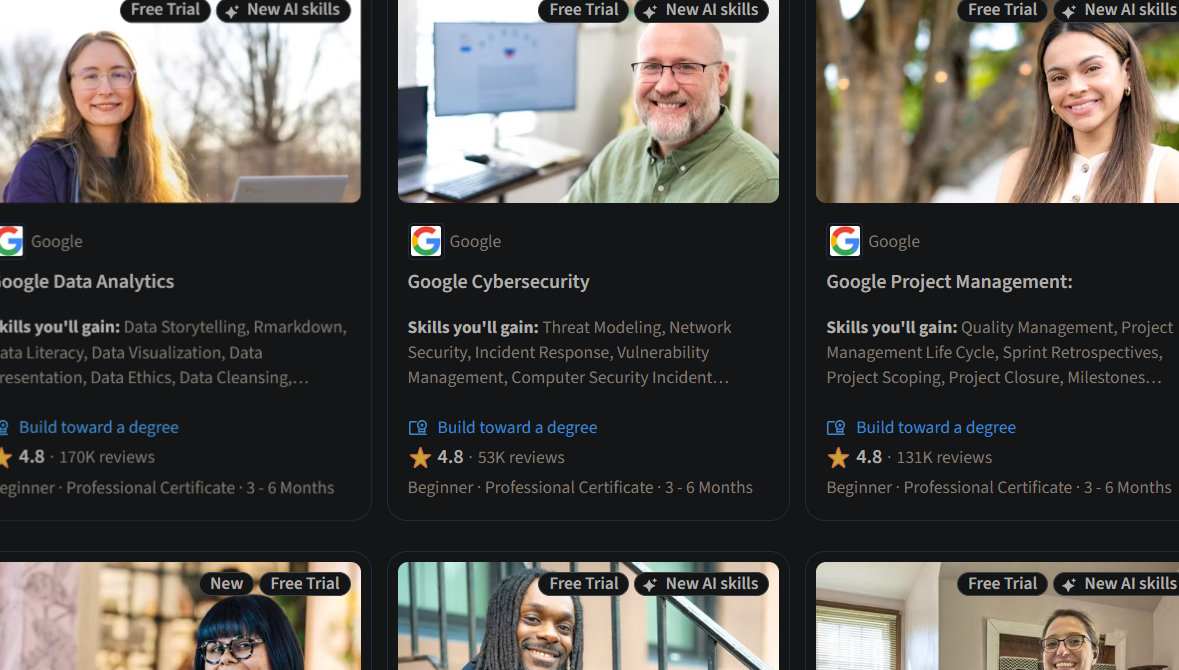 Free Trial
New AI skills
Free Trial
New AI skills
Free Trial
New AI skills
Google
oogle Data Analytics
kills you'll gain: Data Storytelling, Rmarkdown,
ata Literacy, Data Visualization, Data
resentation, Data Ethics, Data Cleansing,...
Build toward a degree
4.8 · 170K reviews
eginner · Professional Certificate · 3 - 6 Months
Google
Google Cybersecurity
Skills you'll gain: Threat Modeling, Network
Security, Incident Response, Vulnerability
Management, Computer Security Incident...
Build toward a degree
4.8 · 53K reviews
Beginner · Professional Certificate · 3 - 6 Months
Google
Google Project Management:
Skills you'll gain: Quality Management, Project
Management Life Cycle, Sprint Retrospectives,
Project Scoping, Project Closure, Milestones...
Build toward a degree
4.8 · 131K reviews
Beginner · Professional Certificate · 3 - 6 Months
New
Free Trial
Free Trial
New AI skills
Free Trial
New AI skills